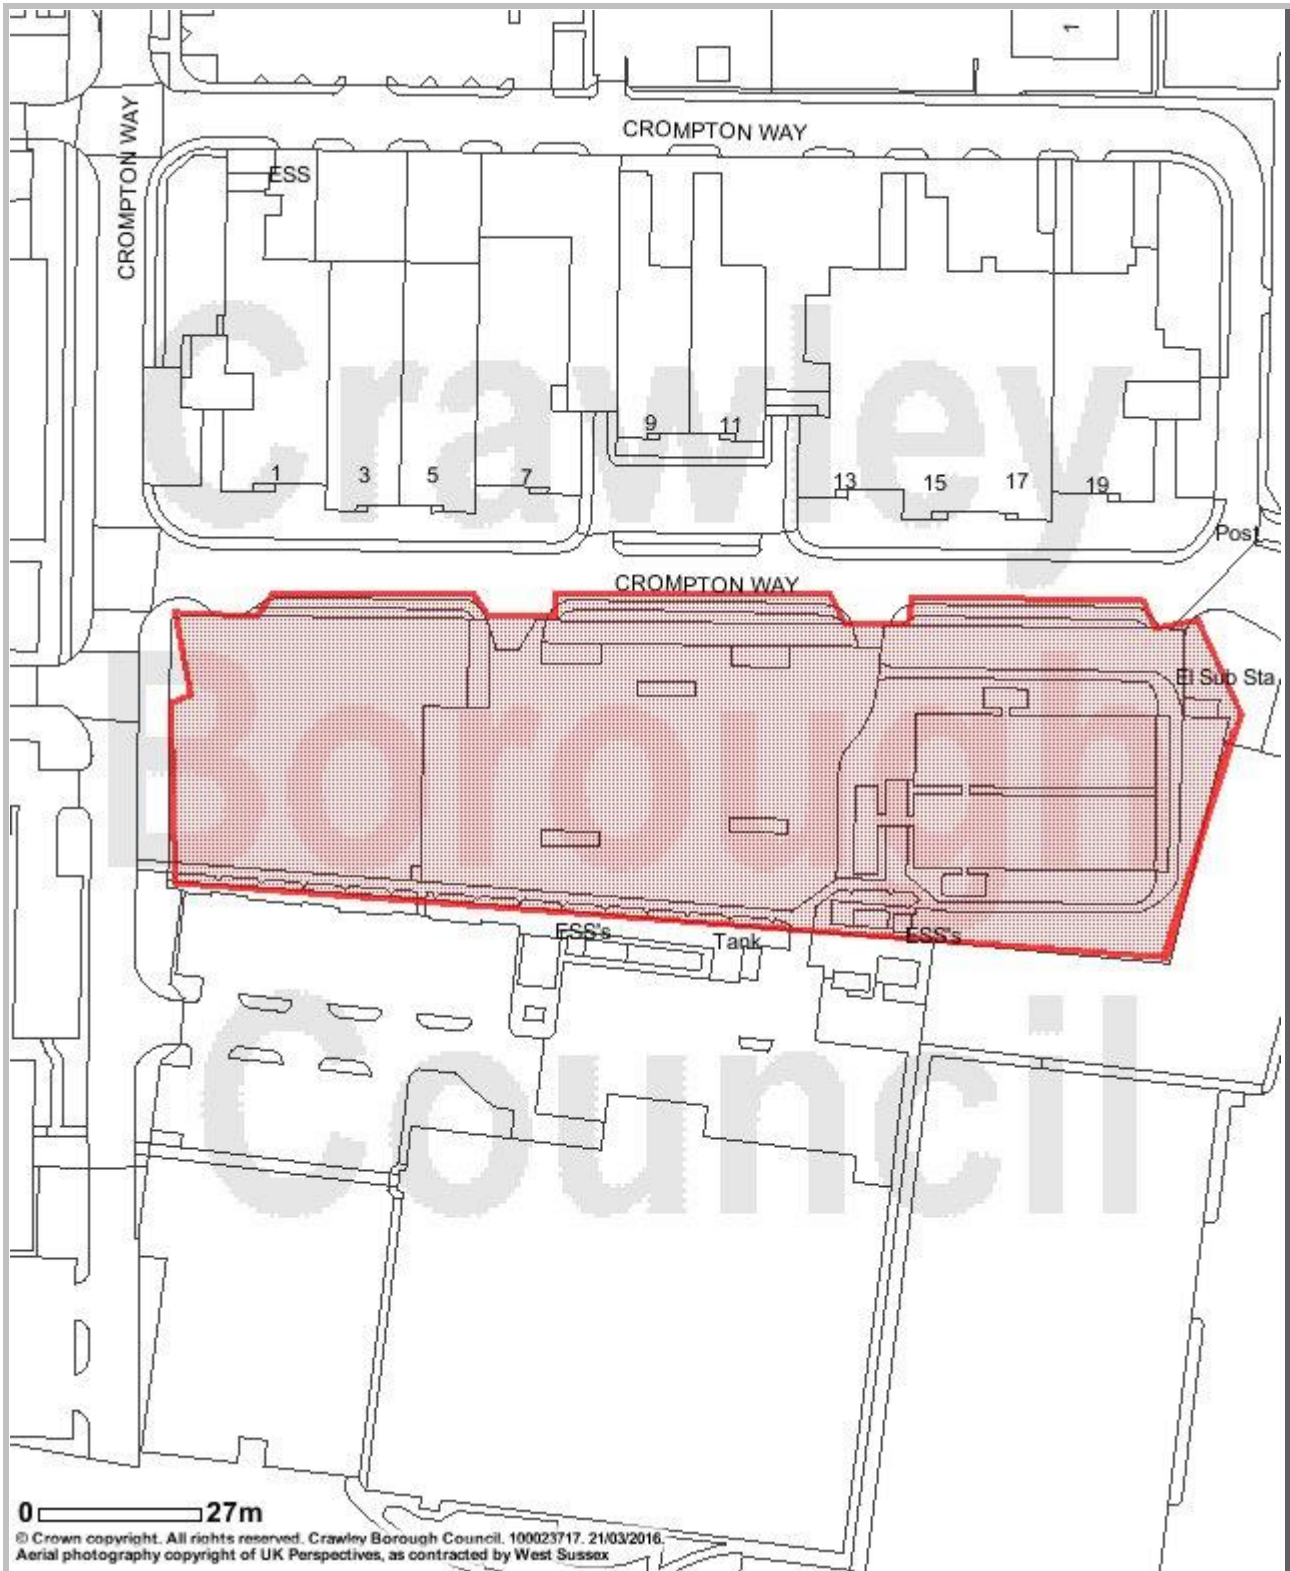 1
CROMPTON WAY
CROMPTON WAY
ESS
Crawley
9
11
1
3
5
7
13
15
17
19
Post
CROMPTON WAY
Borough
El Sub Sta
ESS's
Tank
ESS's
Council
0 27m
© Crown copyright. All rights reserved. Crawley Borough Council. 100023717. 21/03/2016.
Aerial photography copyright of UK Perspectives, as contracted by West Sussex